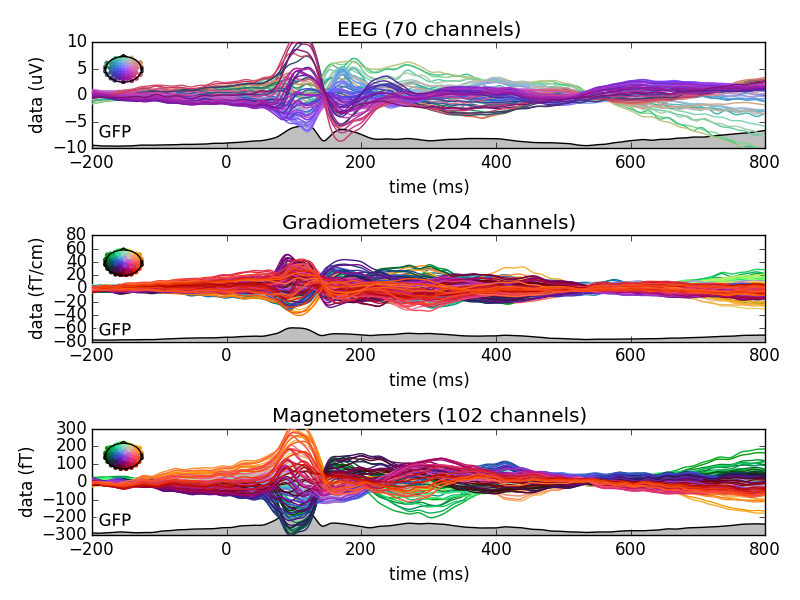 EEG (70 channels)
10
5
0
−5
−10
data (uV)
GFP
−200 0 200 400 600 800
time (ms)
Gradiometers (204 channels)
80
60
40
20
0
−20
−40
−60
−80
data (fT/cm)
GFP
−200 0 200 400 600 800
time (ms)
Magnetometers (102 channels)
300
200
100
0
−100
−200
−300
data (fT)
GFP
−200 0 200 400 600 800
time (ms)